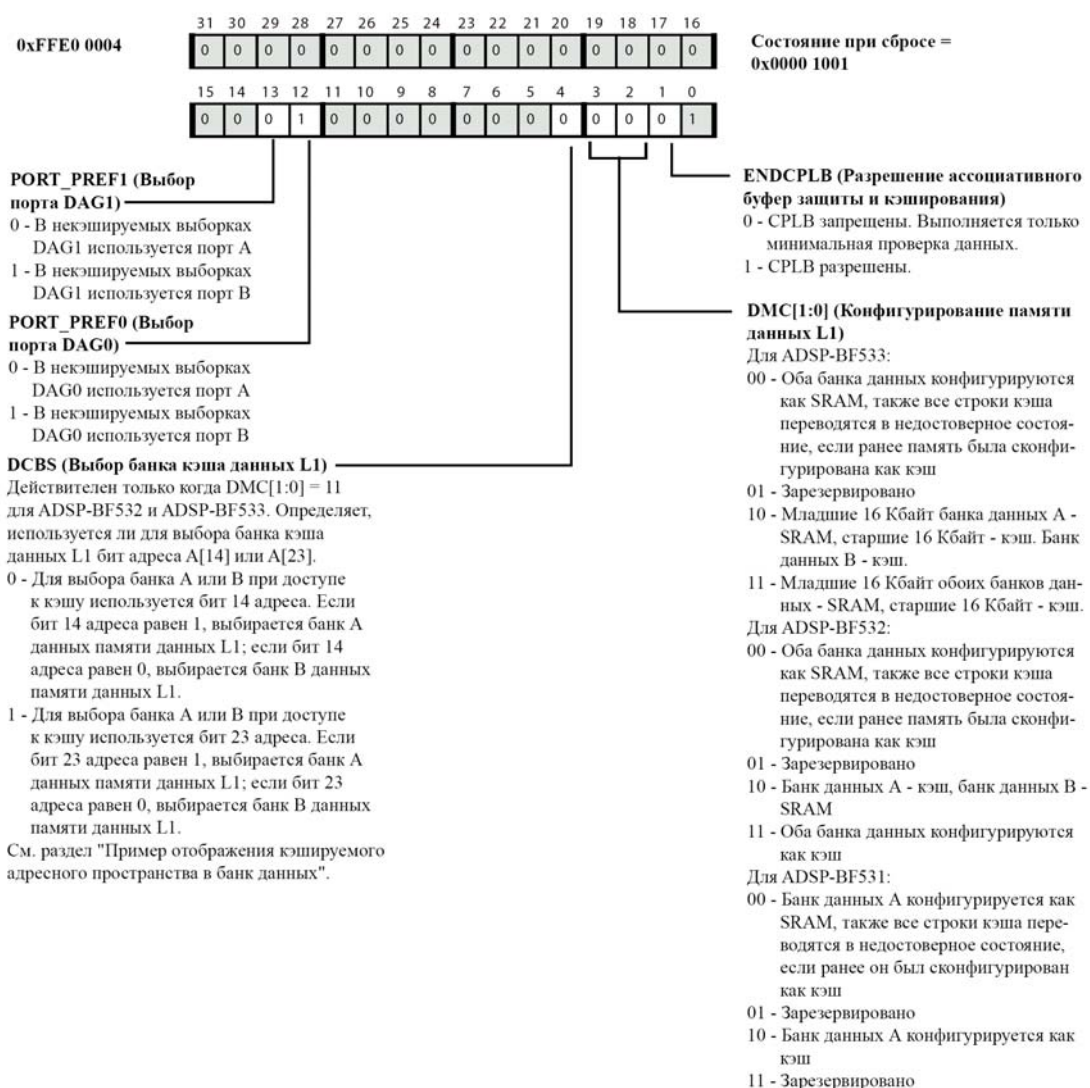 31 30 29 28 27 26 25 24 23 22 21 20 19 18 17 16
0xFFE0 0004
0 0 0 0 0 0 0 0 0 0 0 0 0 0 0 0
Состояние при сбросе =
0x0000 1001
15 14 13 12 11 10 9 8 7 6 5 4 3 2 1 0
0 0 0 1 0 0 0 0 0 0 0 0 0 0 0 1
PORT_PREF1 (Выбор
порта DAG1)
0 - В некэшируемых выборках
DAG1 используется порт A
1 - В некэшируемых выборках
DAG1 используется порт B
PORT_PREF0 (Выбор
порта DAG0)
0 - В некэшируемых выборках
DAG0 используется порт A
1 - В некэшируемых выборках
DAG0 используется порт B
DCBS (Выбор банка кэша данных L1)
Действителен только когда DMC[1:0] = 11
для ADSP-BF532 и ADSP-BF533. Определяет,
используется ли для выбора банка кэша
данных L1 бит адреса A[14] или A[23].
0 - Для выбора банка A или B при доступе
к кэшу используется бит 14 адреса. Если
бит 14 адреса равен 1, выбирается банк A
данных памяти данных L1; если бит 14
адреса равен 0, выбирается банк B данных
памяти данных L1.
1 - Для выбора банка A или B при доступе
к кэшу используется бит 23 адреса. Если
бит 23 адреса равен 1, выбирается банк A
данных памяти данных L1; если бит 23
адреса равен 0, выбирается банк B данных
памяти данных L1.
См. раздел "Пример отображения кэшируемого
адресного пространства в банк данных".
ENDCPLB (Разрешение ассоциативного
буфер защиты и кэширования)
0 - CPLB запрещены. Выполняется только
минимальная проверка данных.
1 - CPLB разрешены.
DMC[1:0] (Конфигурирование памяти
данных L1)
Для ADSP-BF533:
00 - Оба банка данных конфигурируются
как SRAM, также все строки кэша
переводятся в недостоверное состоя-
ние, если ранее память была сконфи-
гурирована как кэш
01 - Зарезервировано
10 - Младшие 16 Кбайт банка данных A -
SRAM, старшие 16 Кбайт - кэш. Банк
данных B - кэш.
11 - Младшие 16 Кбайт обоих банков дан-
ных - SRAM, старшие 16 Кбайт - кэш.
Для ADSP-BF532:
00 - Оба банка данных конфигурируются
как SRAM, также все строки кэша
переводятся в недостоверное состоя-
ние, если ранее память была сконфи-
гурирована как кэш
01 - Зарезервировано
10 - Банк данных A - кэш, банк данных B -
SRAM
11 - Оба банка данных конфигурируются
как кэш
Для ADSP-BF531:
00 - Банк данных A конфигурируется как
SRAM, также все строки кэша пере-
водятся в недостоверное состояние,
если ранее он был сконфигурирован
как кэш
01 - Зарезервировано
10 - Банк данных A конфигурируется как
кэш
11 - Зарезервировано